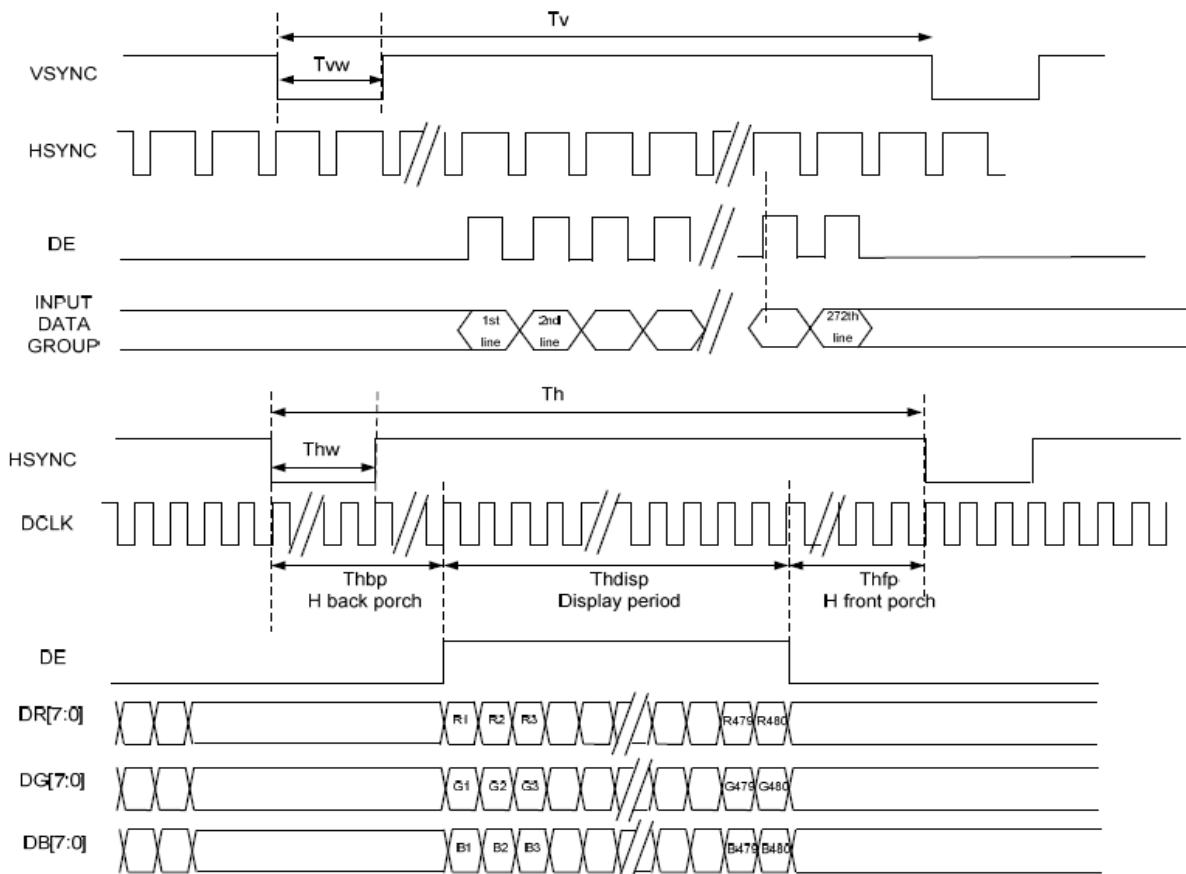 Tv
VSYNC
Tvw
HSYNC
DE
INPUT
DATA
GROUP
1st
line
2nd
line
272th
line
Th
HSYNC
Thw
DCLK
Thbp
H back porch
Thdisp
Display period
Thfp
H front porch
DE
DR[7:0]
R1 R2 R3 R479 R480
DG[7:0]
G1 G2 G3 G479 G480
DB[7:0]
B1 B2 B3 B479 B480